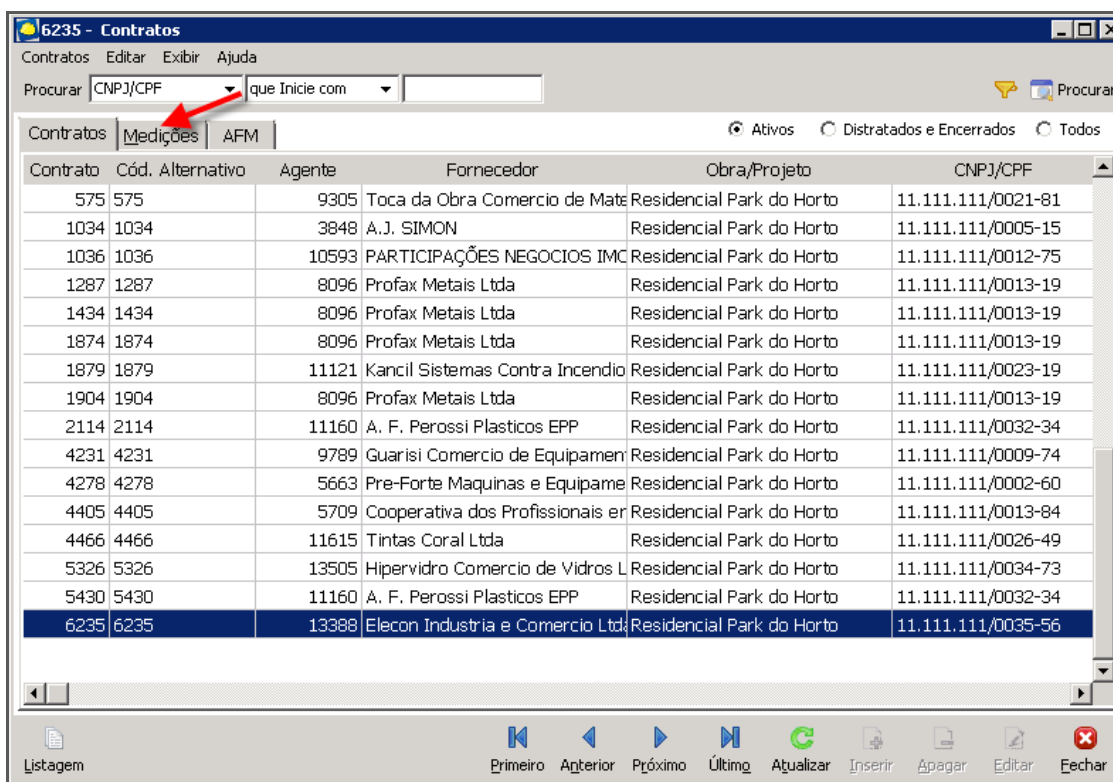 6235 - Contratos
Contratos Editar Exibir Ajuda
Procurar CNPJ/CPF que Inicie com Procurar
Contratos Medições AFM Ativos Distratados e Encerrados Todos
Contrato Cód. Alternativo Agente Fornecedor Obra/Projeto CNPJ/CPF
575 575 9305 Toca da Obra Comercio de Mate Residencial Park do Horto 11.111.111/0021-81
1034 1034 3848 A.J. SIMON Residencial Park do Horto 11.111.111/0005-15
1036 1036 10593 PARTICIPAÇÕES NEGOCIOS IMC Residencial Park do Horto 11.111.111/0012-75
1287 1287 8096 Profax Metais Ltda Residencial Park do Horto 11.111.111/0013-19
1434 1434 8096 Profax Metais Ltda Residencial Park do Horto 11.111.111/0013-19
1874 1874 8096 Profax Metais Ltda Residencial Park do Horto 11.111.111/0013-19
1879 1879 11121 Kancil Sistemas Contra Incendio Residencial Park do Horto 11.111.111/0023-19
1904 1904 8096 Profax Metais Ltda Residencial Park do Horto 11.111.111/0013-19
2114 2114 11160 A. F. Perossi Plasticos EPP Residencial Park do Horto 11.111.111/0032-34
4231 4231 9789 Guarisi Comercio de Equipamen Residencial Park do Horto 11.111.111/0009-74
4278 4278 5663 Pre-Forte Maquinas e Equipame Residencial Park do Horto 11.111.111/0002-60
4405 4405 5709 Cooperativa dos Profissionais er Residencial Park do Horto 11.111.111/0013-84
4466 4466 11615 Tintas Coral Ltda Residencial Park do Horto 11.111.111/0026-49
5326 5326 13505 Hipervidro Comercio de Vidros L Residencial Park do Horto 11.111.111/0034-73
5430 5430 11160 A. F. Perossi Plasticos EPP Residencial Park do Horto 11.111.111/0032-34
6235 6235 13388 Elecon Industria e Comercio Ltda Residencial Park do Horto 11.111.111/0035-56
Listagem Primeiro Anterior Próximo Último Atualizar Inserir Apagar Editar Fechar